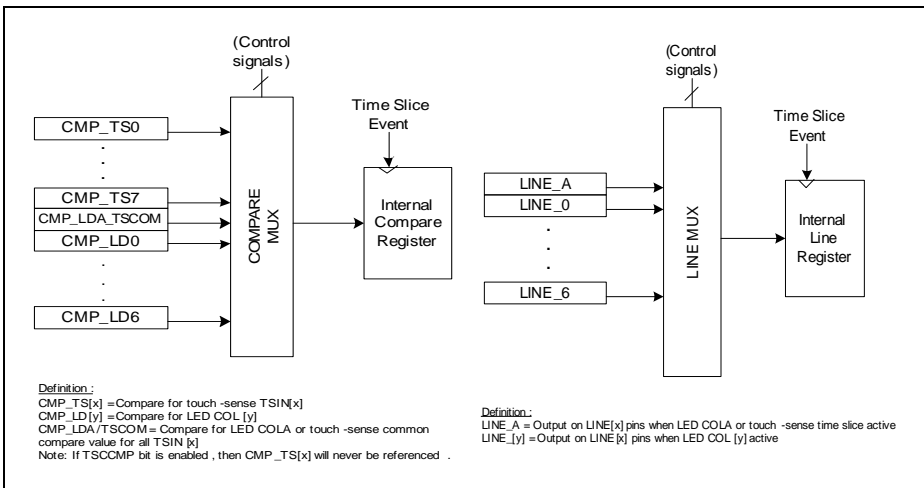 (Control
signals)
Time Slice
Event
CMP_TS0
.
.
.
CMP_TS7
CMP_LDA_TSCOM
CMP_LD0
.
.
.
CMP_LD6
COMPARE
MUX
Internal
Compare
Register
Definition :
CMP_TS[x] = Compare for touch -sense TSIN[x]
CMP_LD[y] = Compare for LED COL [y]
CMP_LDA /TSCOM = Compare for LED COLA or touch -sense common
compare value for all TSIN [x]
Note: If TSCCMP bit is enabled , then CMP_TS[x] will never be referenced .
(Control
signals)
Time Slice
Event
LINE_A
LINE_0
.
.
.
LINE_6
LINE MUX
Internal
Line
Register
Definition :
LINE_A = Output on LINE[x] pins when LED COLA or touch -sense time slice active
LINE_[y] = Output on LINE[x] pins when LED COL [y] active